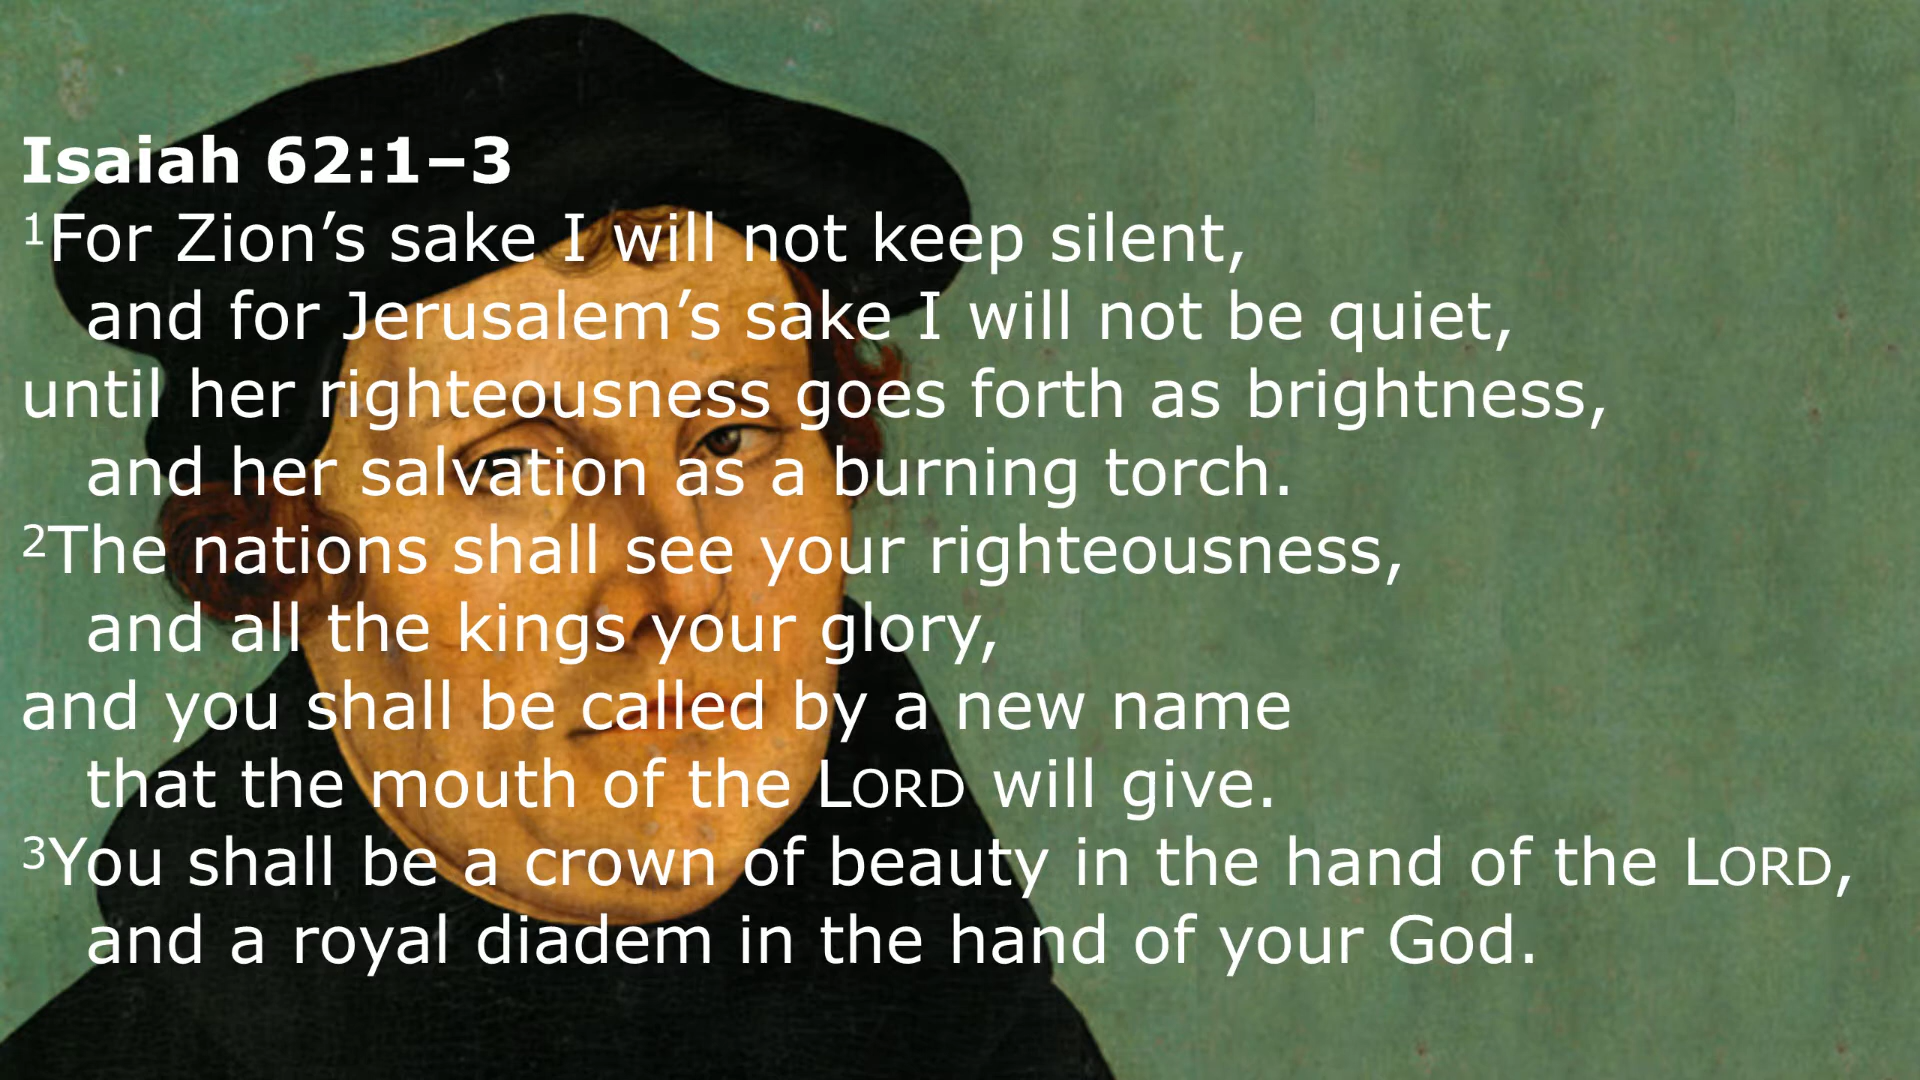 Isaiah 62:1–3
¹For Zion’s sake I will not keep silent,
and for Jerusalem’s sake I will not be quiet,
until her righteousness goes forth as brightness,
and her salvation as a burning torch.
²The nations shall see your righteousness,
and all the kings your glory,
and you shall be called by a new name
that the mouth of the LORD will give.
³You shall be a crown of beauty in the hand of the LORD,
and a royal diadem in the hand of your God.